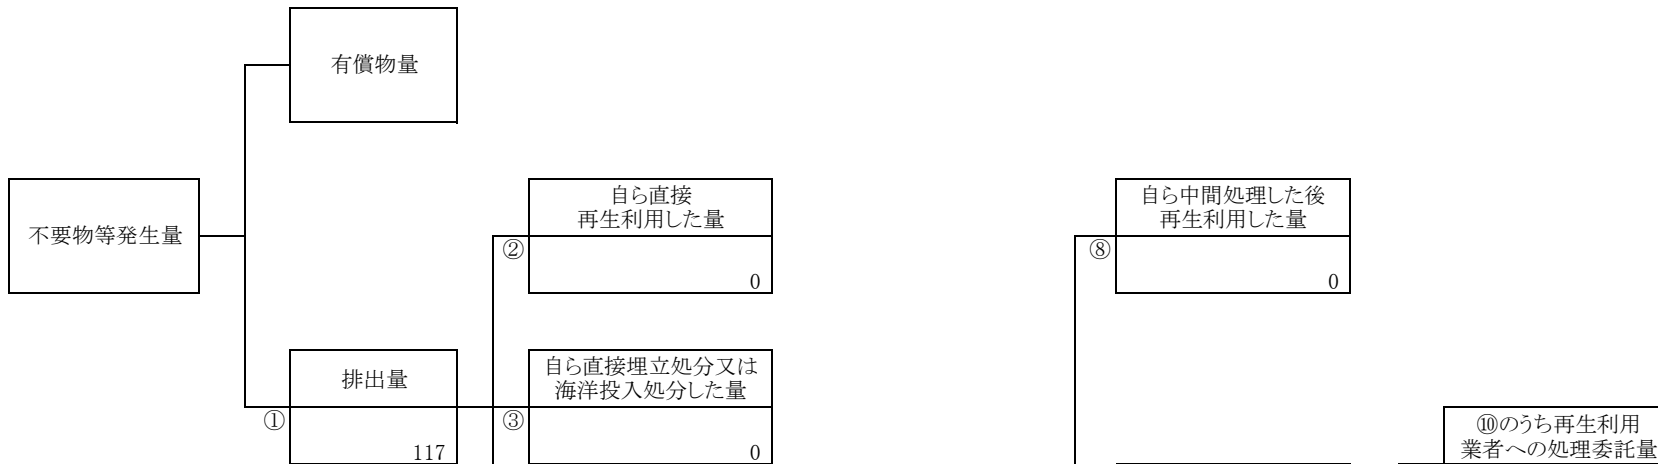 有償物量
不要物等発生量
自ら直接
再生利用した量
②
0
自ら中間処理した後
再生利用した量
⑧
0
排出量
①
117
自ら直接埋立処分又は
海洋投入処分した量
③
0
⑩のうち再生利用
業者への処理委託量